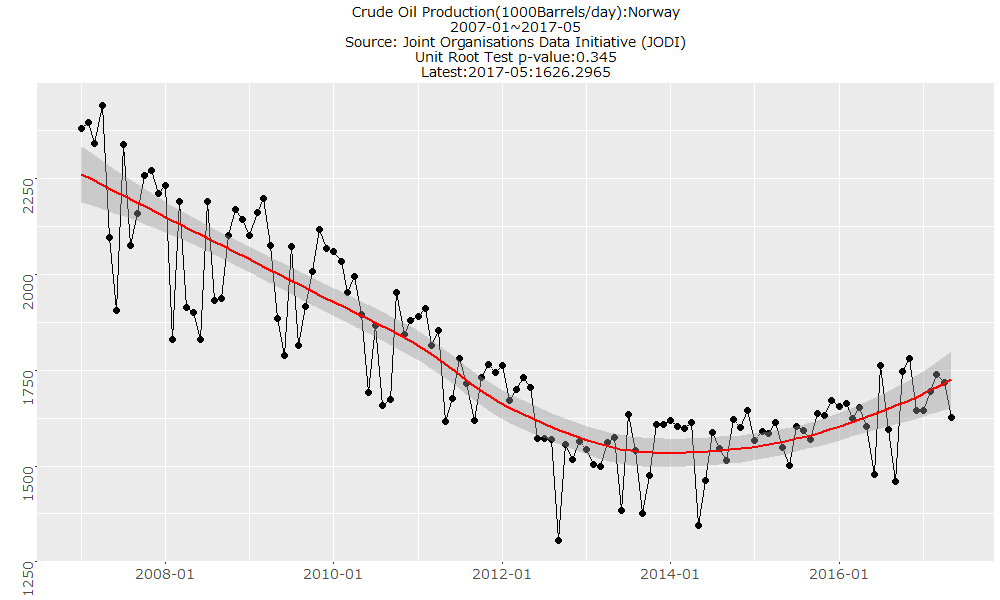 Crude Oil Production(1000Barrels/day):Norway
2007-01~2017-05
Source: Joint Organisations Data Initiative (JODI)
Unit Root Test p-value:0.345
Latest:2017-05:1626.2965
2250
2000
1750
1500
1250
2008-01
2010-01
2012-01
2014-01
2016-01